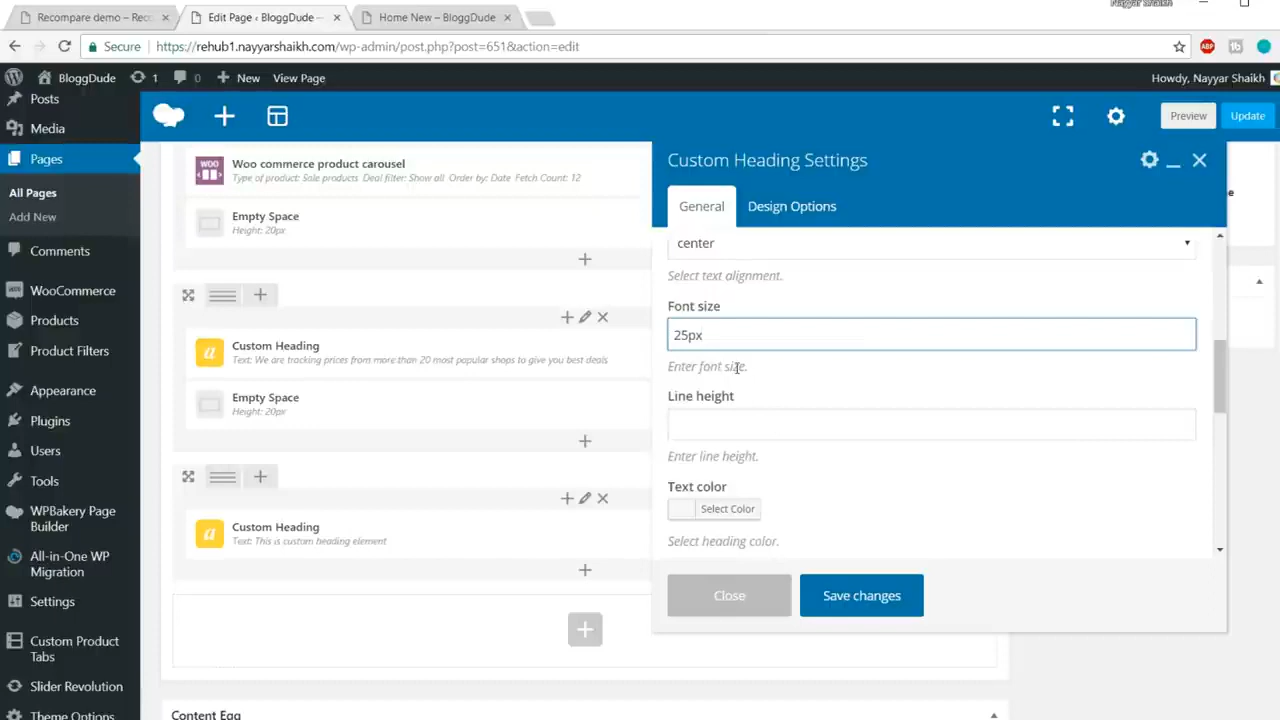 Nayyar Shaikh
Recompare demo – Reco
Edit Page ‹ BloggDude —
Home New – BloggDude
Secure
https://rehub1.nayyarshaikh.com/wp-admin/post.php?post=651&action=edit
ABP
BloggDude
1
0
New
View Page
Howdy, Nayyar Shaikh
Posts
Media
Pages
All Pages
Add New
Comments
WooCommerce
Products
Product Filters
Appearance
Plugins
Users
Tools
WPBakery Page
Builder
All-in-One WP
Migration
Settings
Custom Product
Tabs
Slider Revolution
Theme Options
Preview
Update
WOO
Woo commerce product carousel
Type of product: Sale products Deal filter: Show all Order by: Date Fetch Count: 12
Empty Space
Height: 20px
a
Custom Heading
Text: We are tracking prices from more than 20 most papular shops to give you best deals
Empty Space
Height: 20px
a
Custom Heading
Text: This is custom heading element
Content Egg
Custom Heading Settings
General
Design Options
center
Select text alignment.
Font size
25px
Enter font size.
Line height
Enter line height.
Text color
Select Color
Select heading color.
Close
Save changes